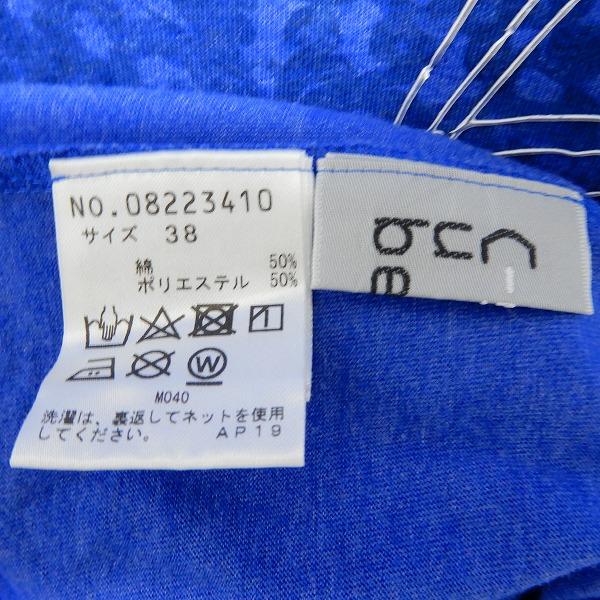 NO.08223410
サイズ 38
綿 50%
ポリエステル 50%
W
M040
洗濯は、裏返してネットを使用
してください。 AP19